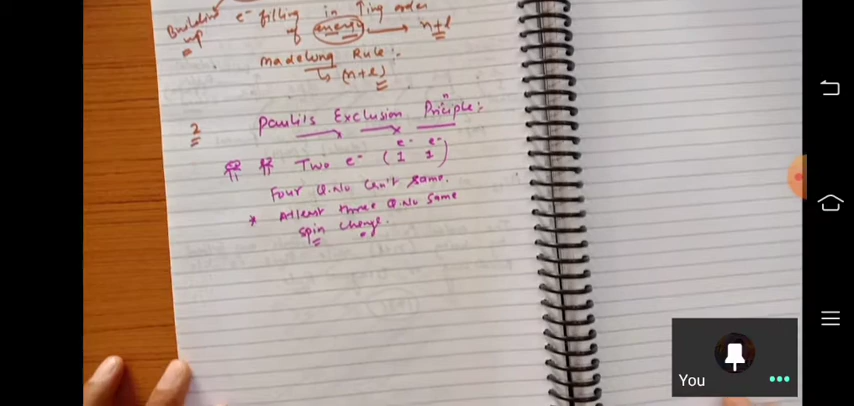 Building e- filling in ↑ing order
up of energy → n+l
madelung Rule :-
↳ (n+l)
2 Pauli's Exclusion Priciple :-
n
e- e-
Two e- ( 1 1 )
Four Q.No Can't same.
* Atleast three Q.No same
spin change.
You